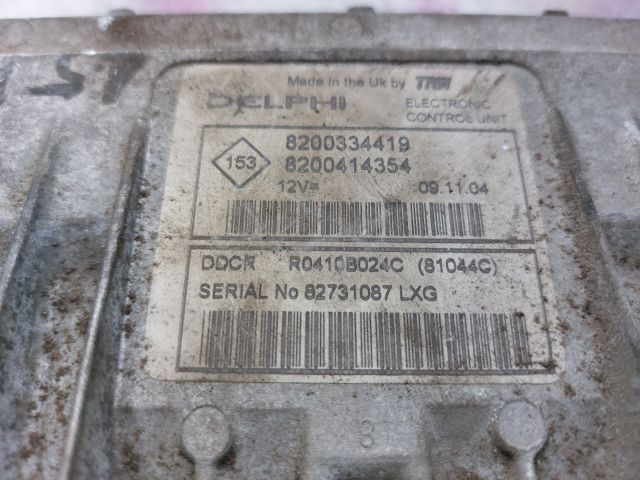 Made in the Uk by TRW
DELPHI
ELECTRONIC
CONTROL UNIT
153
8200334419
8200414354
12V=
09.11.04
DDCR R0410B024C (81044C)
SERIAL No 82731087 LXG
8